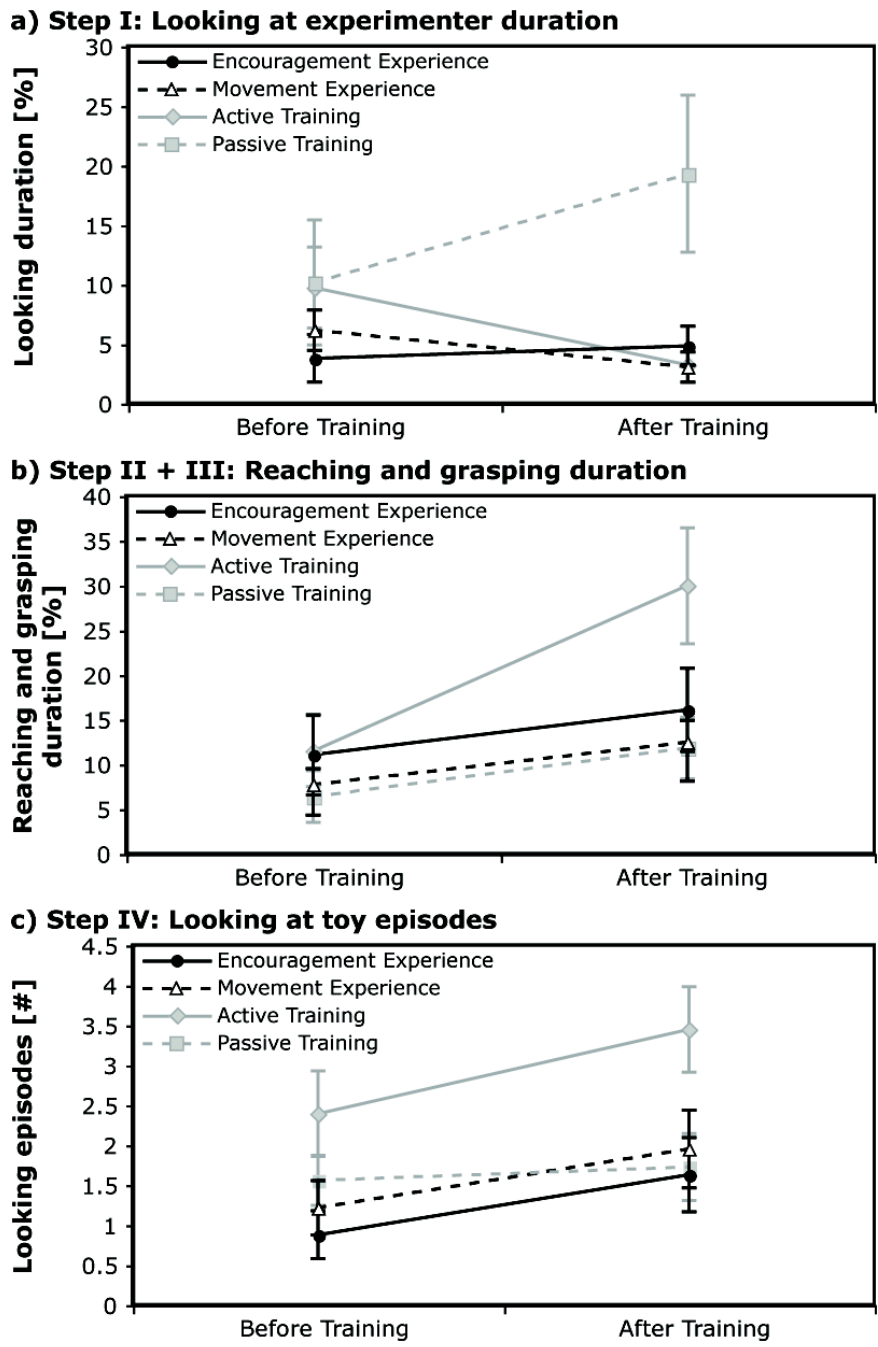 a) Step I: Looking at experimenter duration
30
25
20
15
10
5
0
Looking duration [%]
Encouragement Experience
Movement Experience
Active Training
Passive Training
Before Training
After Training
b) Step II + III: Reaching and grasping duration
40
35
30
25
20
15
10
5
0
Reaching and grasping
duration [%]
Encouragement Experience
Movement Experience
Active Training
Passive Training
Before Training
After Training
c) Step IV: Looking at toy episodes
4.5
4
3.5
3
2.5
2
1.5
1
0.5
0
Looking episodes [#]
Encouragement Experience
Movement Experience
Active Training
Passive Training
Before Training
After Training